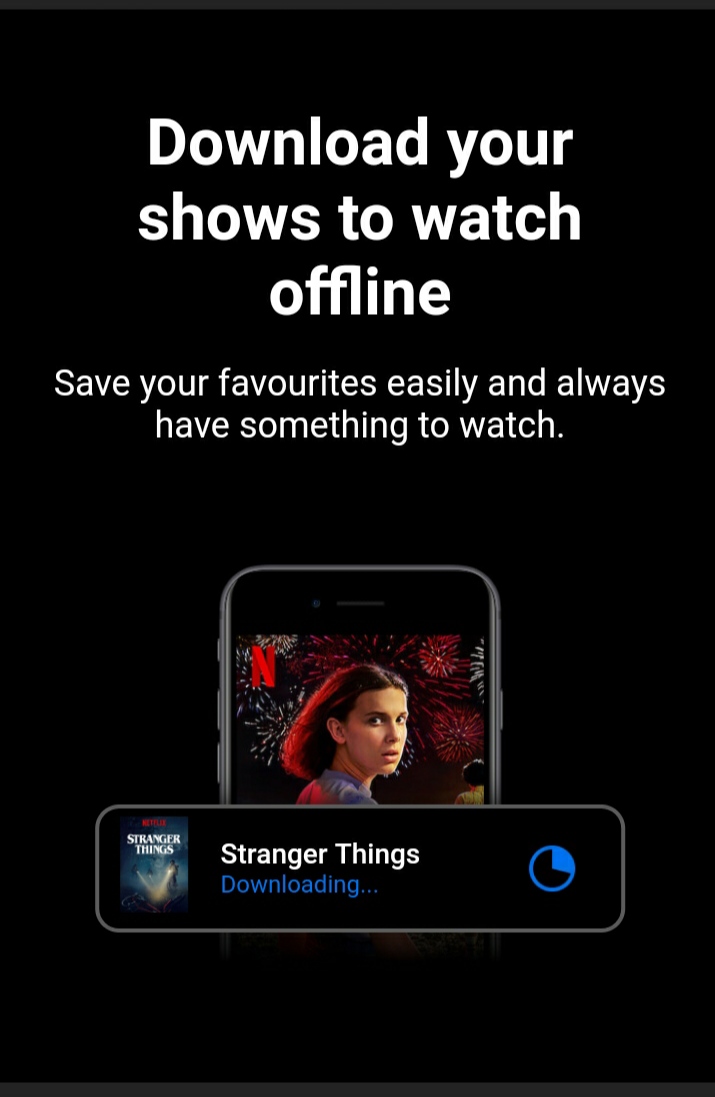 Download your
shows to watch
offline
Save your favourites easily and always
have something to watch.
N
NETFLIX
STRANGER
THINGS
Stranger Things
Downloading...